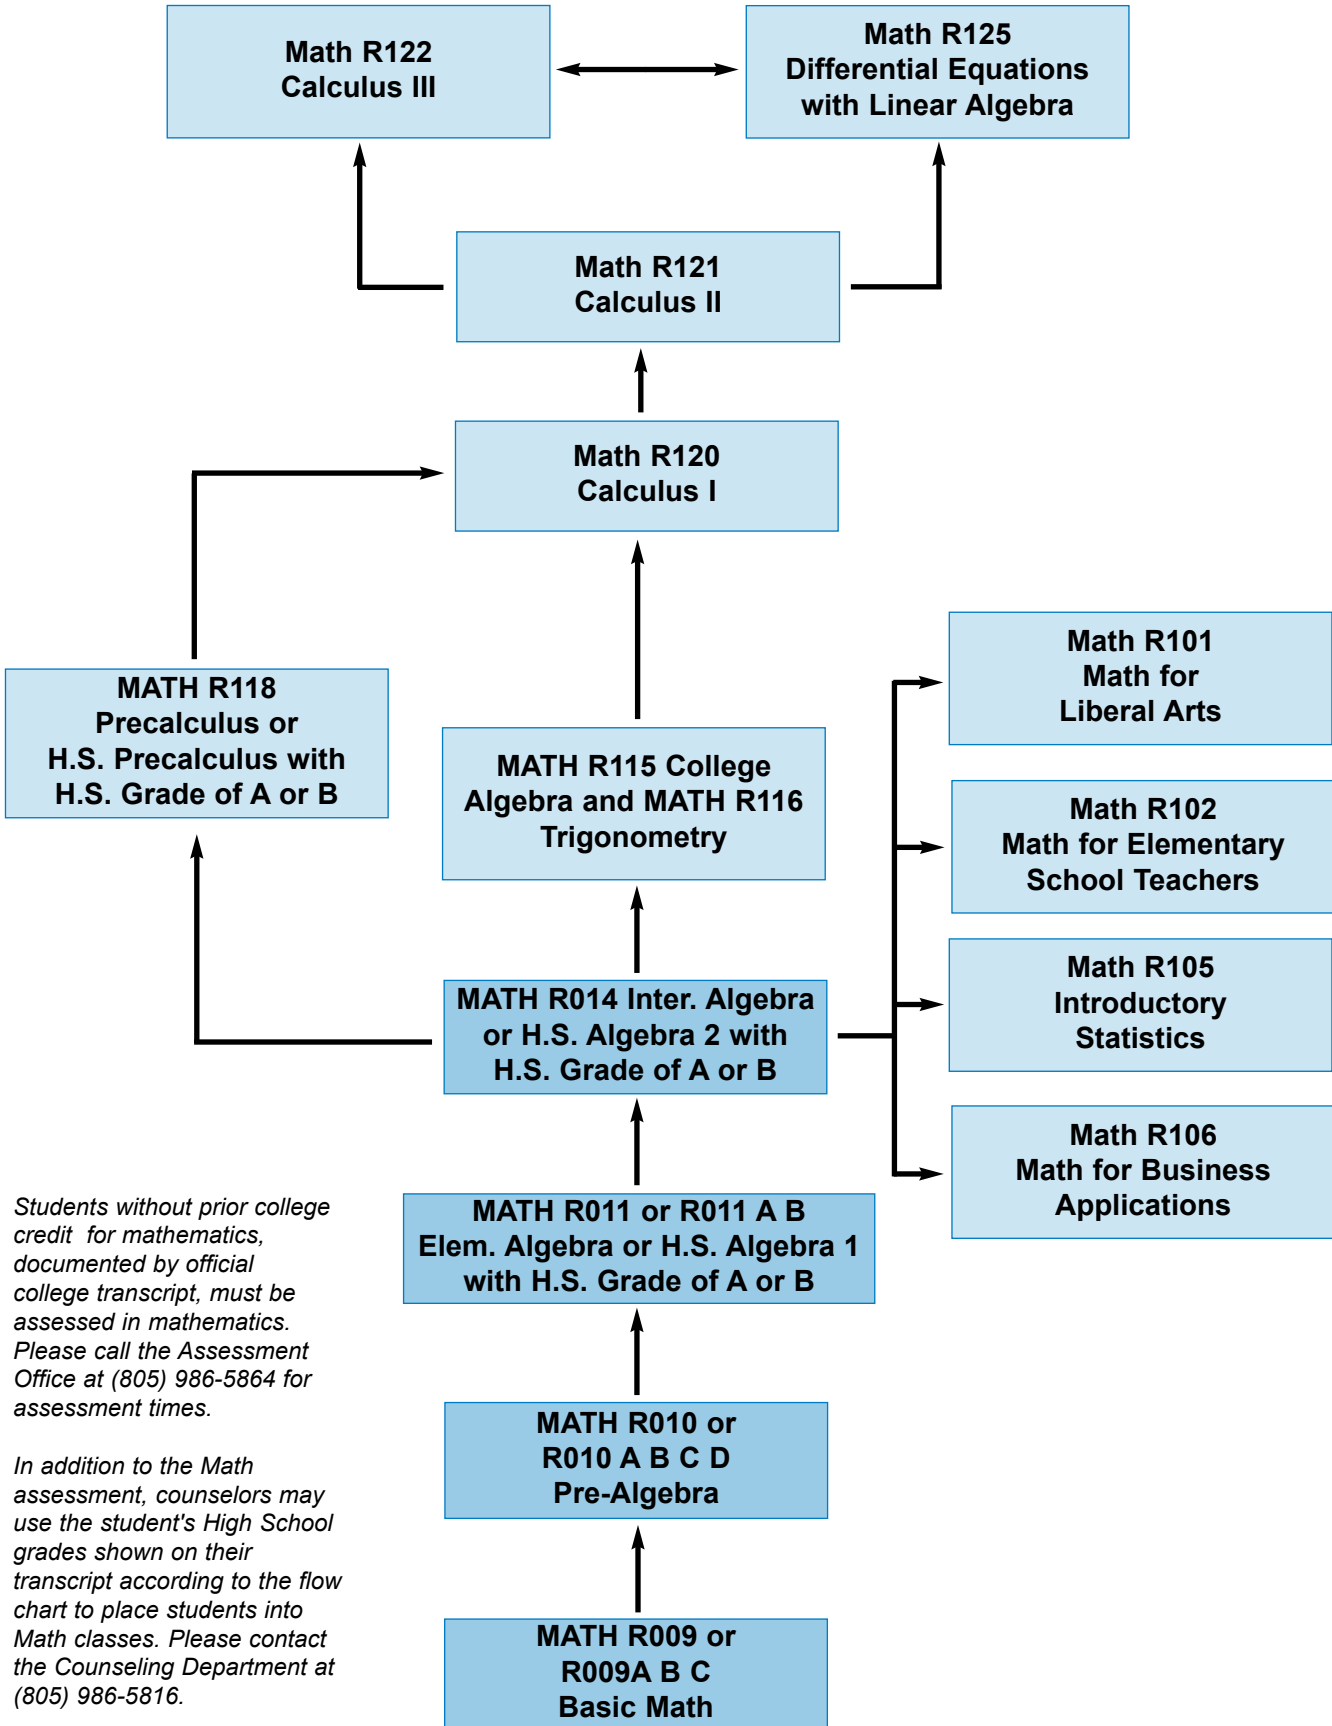 Math R122
Calculus III
Math R125
Differential Equations
with Linear Algebra
Math R121
Calculus II
Math R120
Calculus I
MATH R118
Precalculus or
H.S. Precalculus with
H.S. Grade of A or B
MATH R115 College
Algebra and MATH R116
Trigonometry
Math R101
Math for
Liberal Arts
Math R102
Math for Elementary
School Teachers
Math R105
Introductory
Statistics
Math R106
Math for Business
Applications
MATH R014 Inter. Algebra
or H.S. Algebra 2 with
H.S. Grade of A or B
MATH R011 or R011 A B
Elem. Algebra or H.S. Algebra 1
with H.S. Grade of A or B
MATH R010 or
R010 A B C D
Pre-Algebra
MATH R009 or
R009A B C
Basic Math
Students without prior college
credit for mathematics,
documented by official
college transcript, must be
assessed in mathematics.
Please call the Assessment
Office at (805) 986-5864 for
assessment times.
In addition to the Math
assessment, counselors may
use the student's High School
grades shown on their
transcript according to the flow
chart to place students into
Math classes. Please contact
the Counseling Department at
(805) 986-5816.